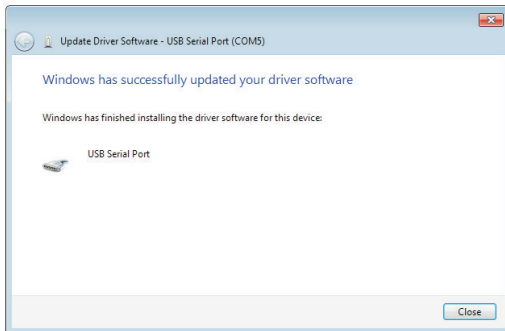 Update Driver Software - USB Serial Port (COM5)
Windows has successfully updated your driver software
Windows has finished installing the driver software for this device:
USB Serial Port
Close